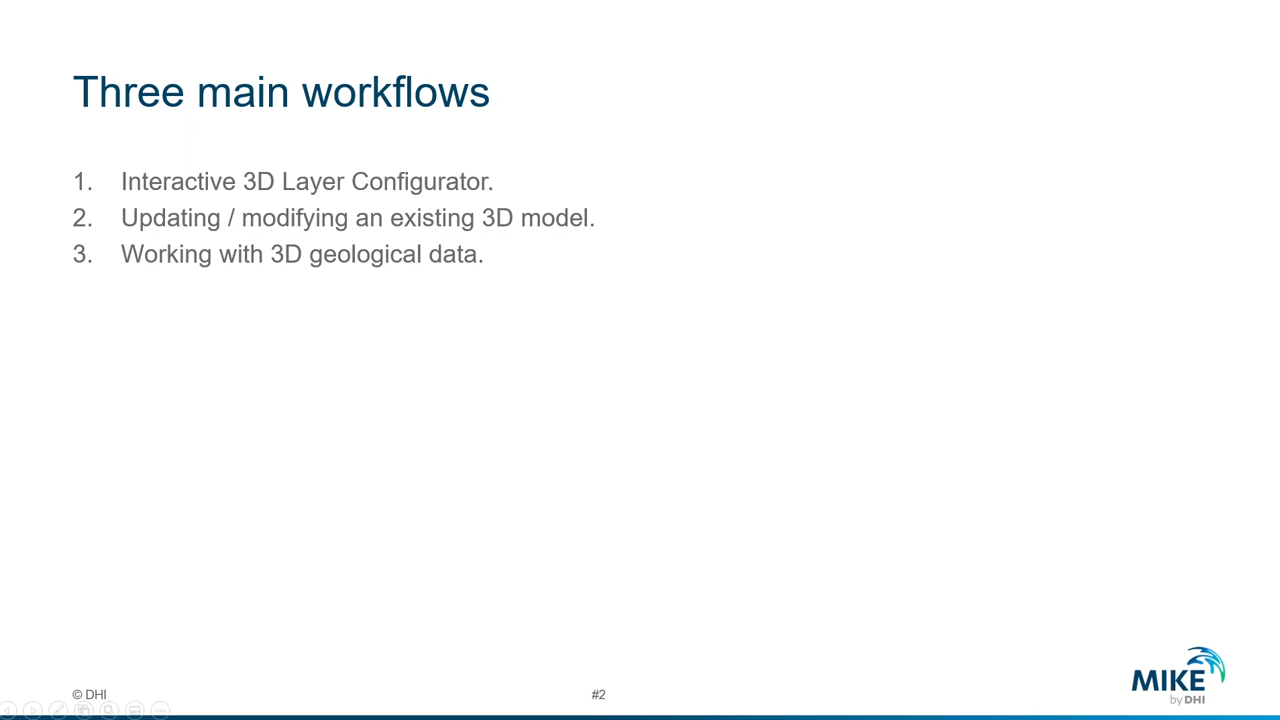 Three main workflows
1. Interactive 3D Layer Configurator.
2. Updating / modifying an existing 3D model.
3. Working with 3D geological data.
© DHI
#2
MIKE
by DHI